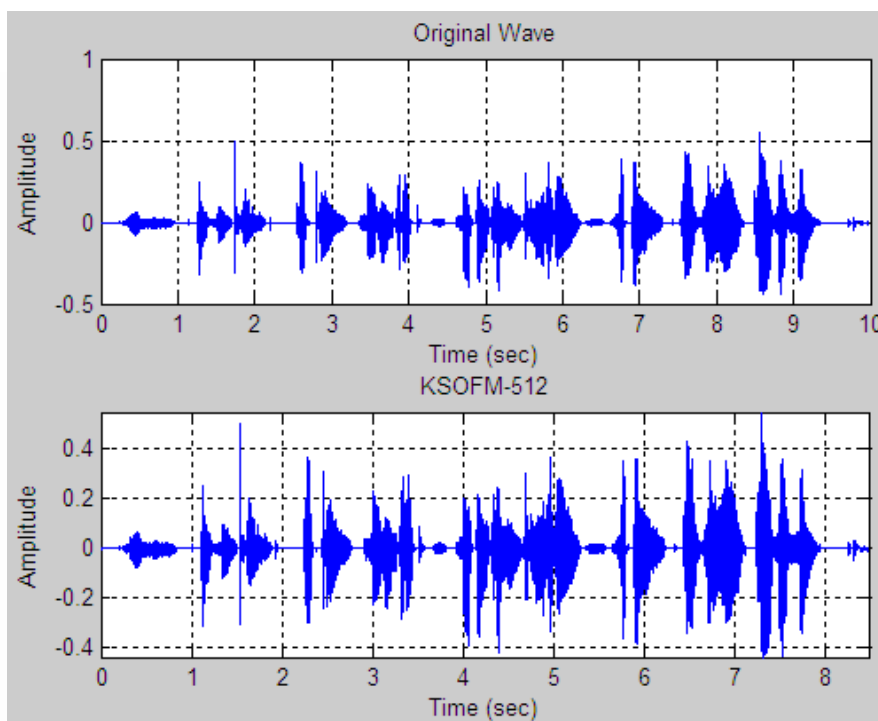 Original Wave
1
0.5
0
-0.5
Amplitude
0 1 2 3 4 5 6 7 8 9 10
Time (sec)
KSOFM-512
0.4
0.2
0
-0.2
-0.4
Amplitude
0 1 2 3 4 5 6 7 8
Time (sec)